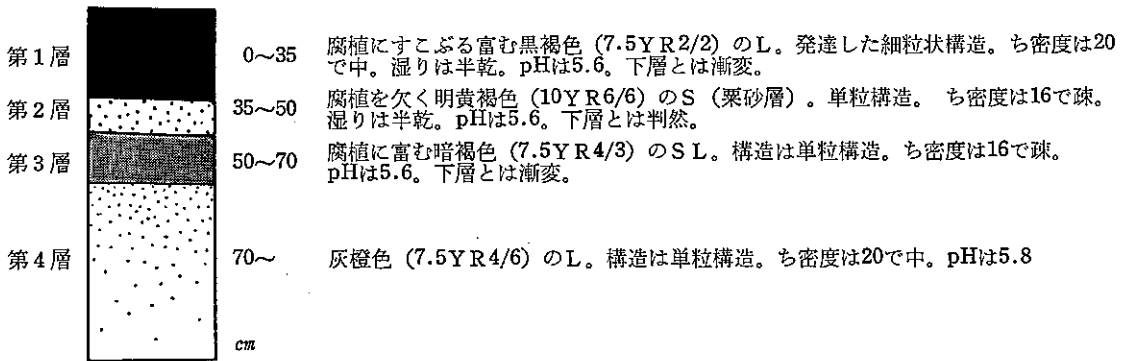 第1層 0~35 腐植にすこぶる富む黒褐色 (7.5YR2/2) のL。発達した細粒状構造。ち密度は20
で中。湿りは半乾。pHは5.6。下層とは漸変。
第2層 35~50 腐植を欠く明黄褐色 (10YR6/6) のS (栗砂層) 。単粒構造。 ち密度は16で疎。
湿りは半乾。pHは5.6。下層とは判然。
第3層 50~70 腐植に富む暗褐色 (7.5YR4/3) のSL。構造は単粒構造。ち密度は16で疎。
pHは5.6。下層とは漸変。
第4層 70~ 灰橙色 (7.5YR4/6) のL。構造は単粒構造。ち密度は20で中。pHは5.8
cm